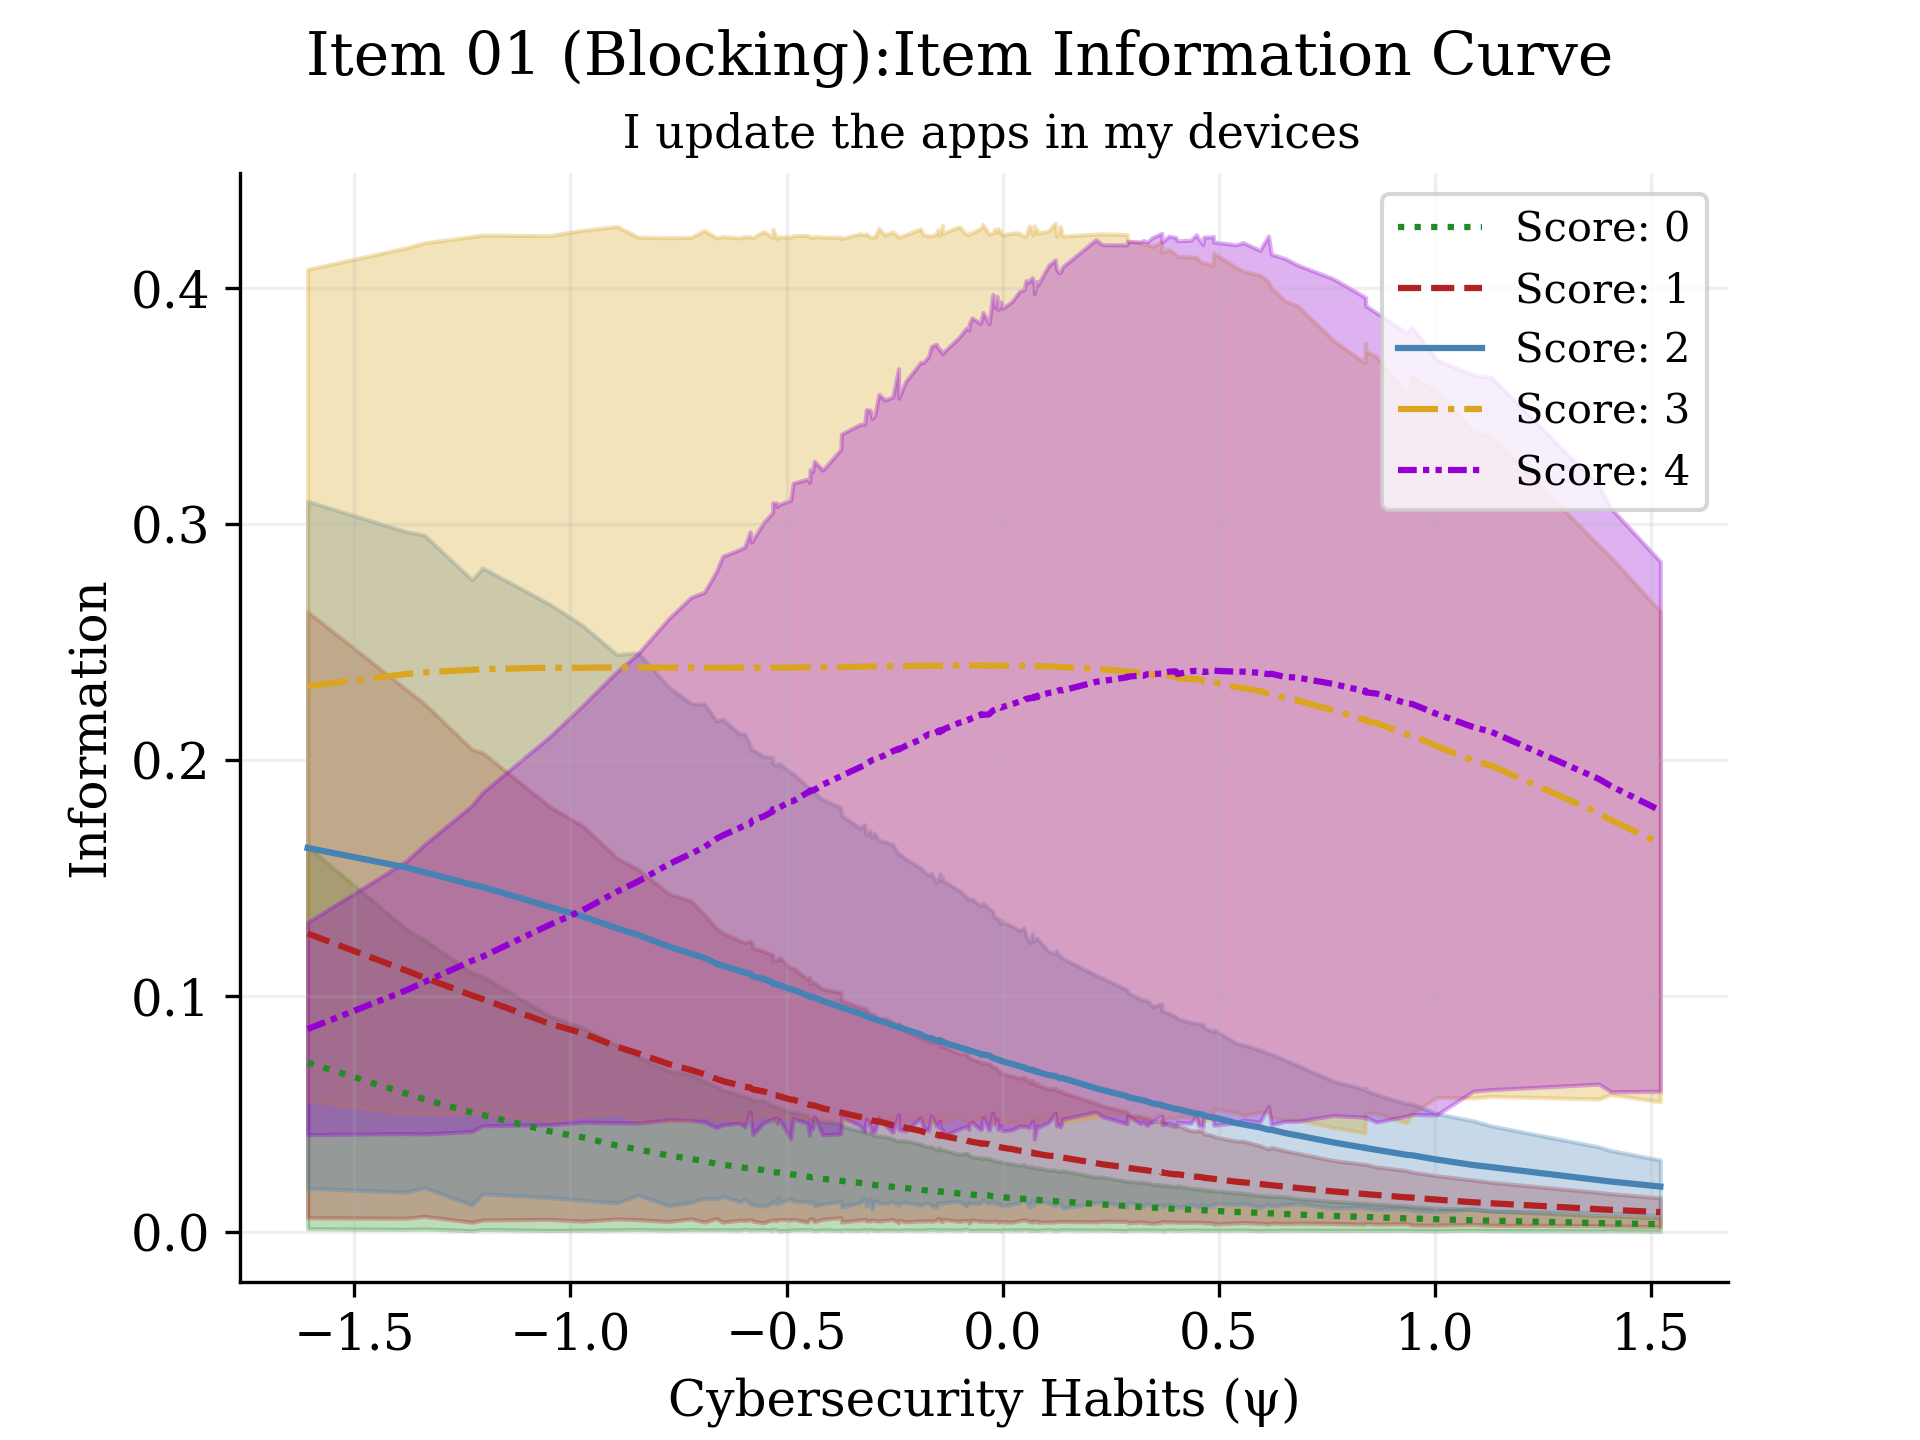 Item 01 (Blocking):Item Information Curve
I update the apps in my devices
Score: 0
Score: 1
Score: 2
Score: 3
Score: 4
Information
0.4
0.3
0.2
0.1
0.0
−1.5 −1.0 −0.5 0.0 0.5 1.0 1.5
Cybersecurity Habits (ψ)